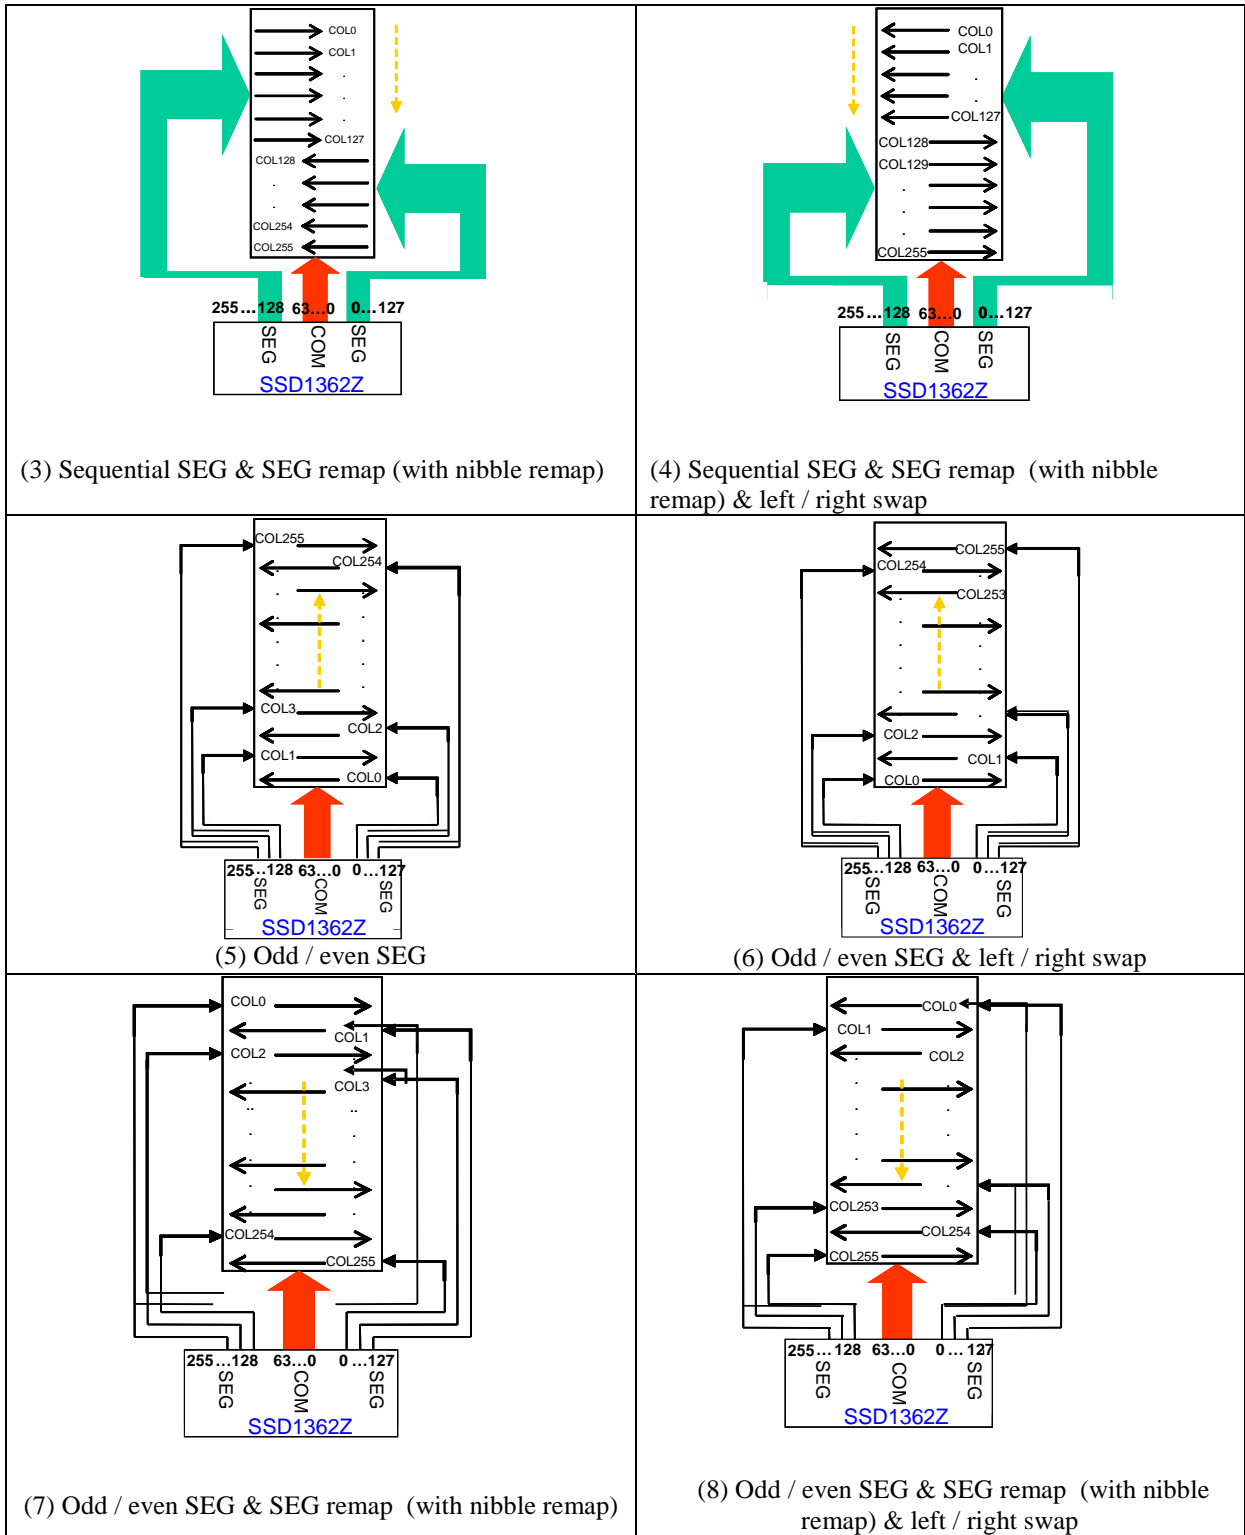 COL0
COL1
.
.
.
COL127
COL128
.
.
COL254
COL255
255...128 63...0 0...127
SEG
COM
SEG
SSD1362Z
(3) Sequential SEG & SEG remap (with nibble remap)
COL0
COL1
.
.
COL127
COL128
COL129
.
.
.
COL255
255...128 63...0 0...127
SEG
COM
SEG
SSD1362Z
(4) Sequential SEG & SEG remap (with nibble
remap) & left / right swap
COL255
COL254
COL3
COL2
COL1
COL0
255...128 63...0 0...127
SEG
COM
SEG
SSD1362Z
(5) Odd / even SEG
COL255
COL254
COL253
COL2
COL1
COL0
255...128 63...0 0...127
SEG
COM
SEG
SSD1362Z
(6) Odd / even SEG & left / right swap
COL0
COL1
COL2
COL3
COL254
COL255
255...128 63...0 0...127
SEG
COM
SEG
SSD1362Z
(7) Odd / even SEG & SEG remap (with nibble remap)
COL0
COL1
COL2
COL253
COL254
COL255
255...128 63...0 0...127
SEG
COM
SEG
SSD1362Z
(8) Odd / even SEG & SEG remap (with nibble
remap) & left / right swap